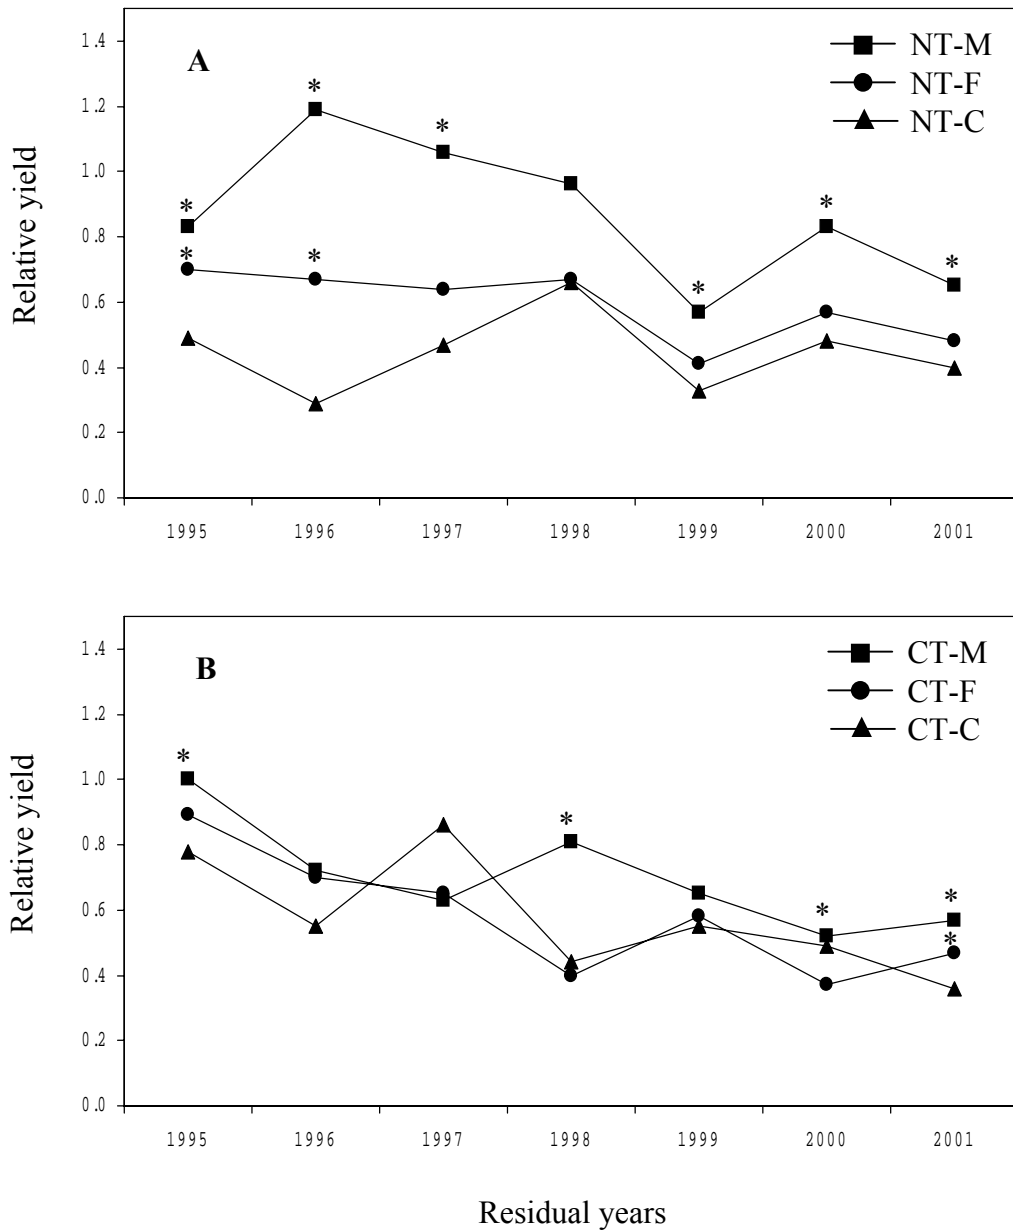 1.4
A
NT-M
*
NT-F
1.2
*
NT-C
1.0
Relative yield
0.8
*
*
*
*
*
*
0.6
0.4
0.2
0.0
1995 1996 1997 1998 1999 2000 2001
1.4
B
CT-M
CT-F
1.2
CT-C
*
1.0
Relative yield
0.8
*
*
*
0.6
*
0.4
0.2
0.0
1995 1996 1997 1998 1999 2000 2001
Residual years